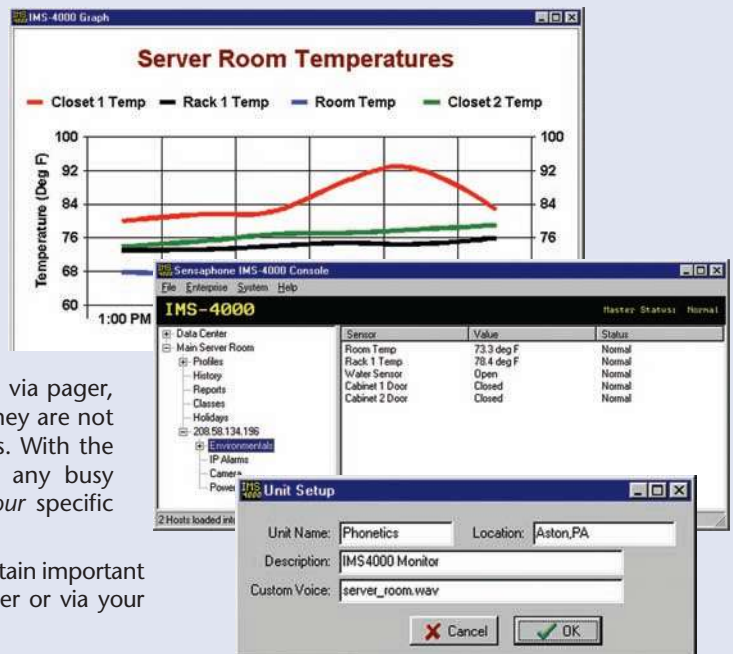 IMS-4000 Graph
Server Room Temperatures
Closet 1 Temp Rack 1 Temp Room Temp Closet 2 Temp
Temperature (Deg F)
100 100
92 92
84 84
76 76
68
60
1:00 PM
Sensaphone IMS-4000 Console
File Enterprise System Help
IMS-4000 Master Status: Normal
Data Center
Main Server Room
Profiles
History
Reports
Classes
Holidays
208.58.134.196
Environmentals
IP Alarms
Camera
Power
Sensor Value Status
Room Temp 73.3 deg F Normal
Rack 1 Temp 78.4 deg F Normal
Water Sensor Open Normal
Cabinet 1 Door Closed Normal
Cabinet 2 Door Closed Normal
2 Hosts loaded
via pager,
hey are not
s. With the
any busy
our specific
tain important
er or via your
IMS 4000 Unit Setup
Unit Name: Phonetics Location: Aston,PA
Description: IMS4000 Monitor
Custom Voice: server_room.wav
Cancel OK